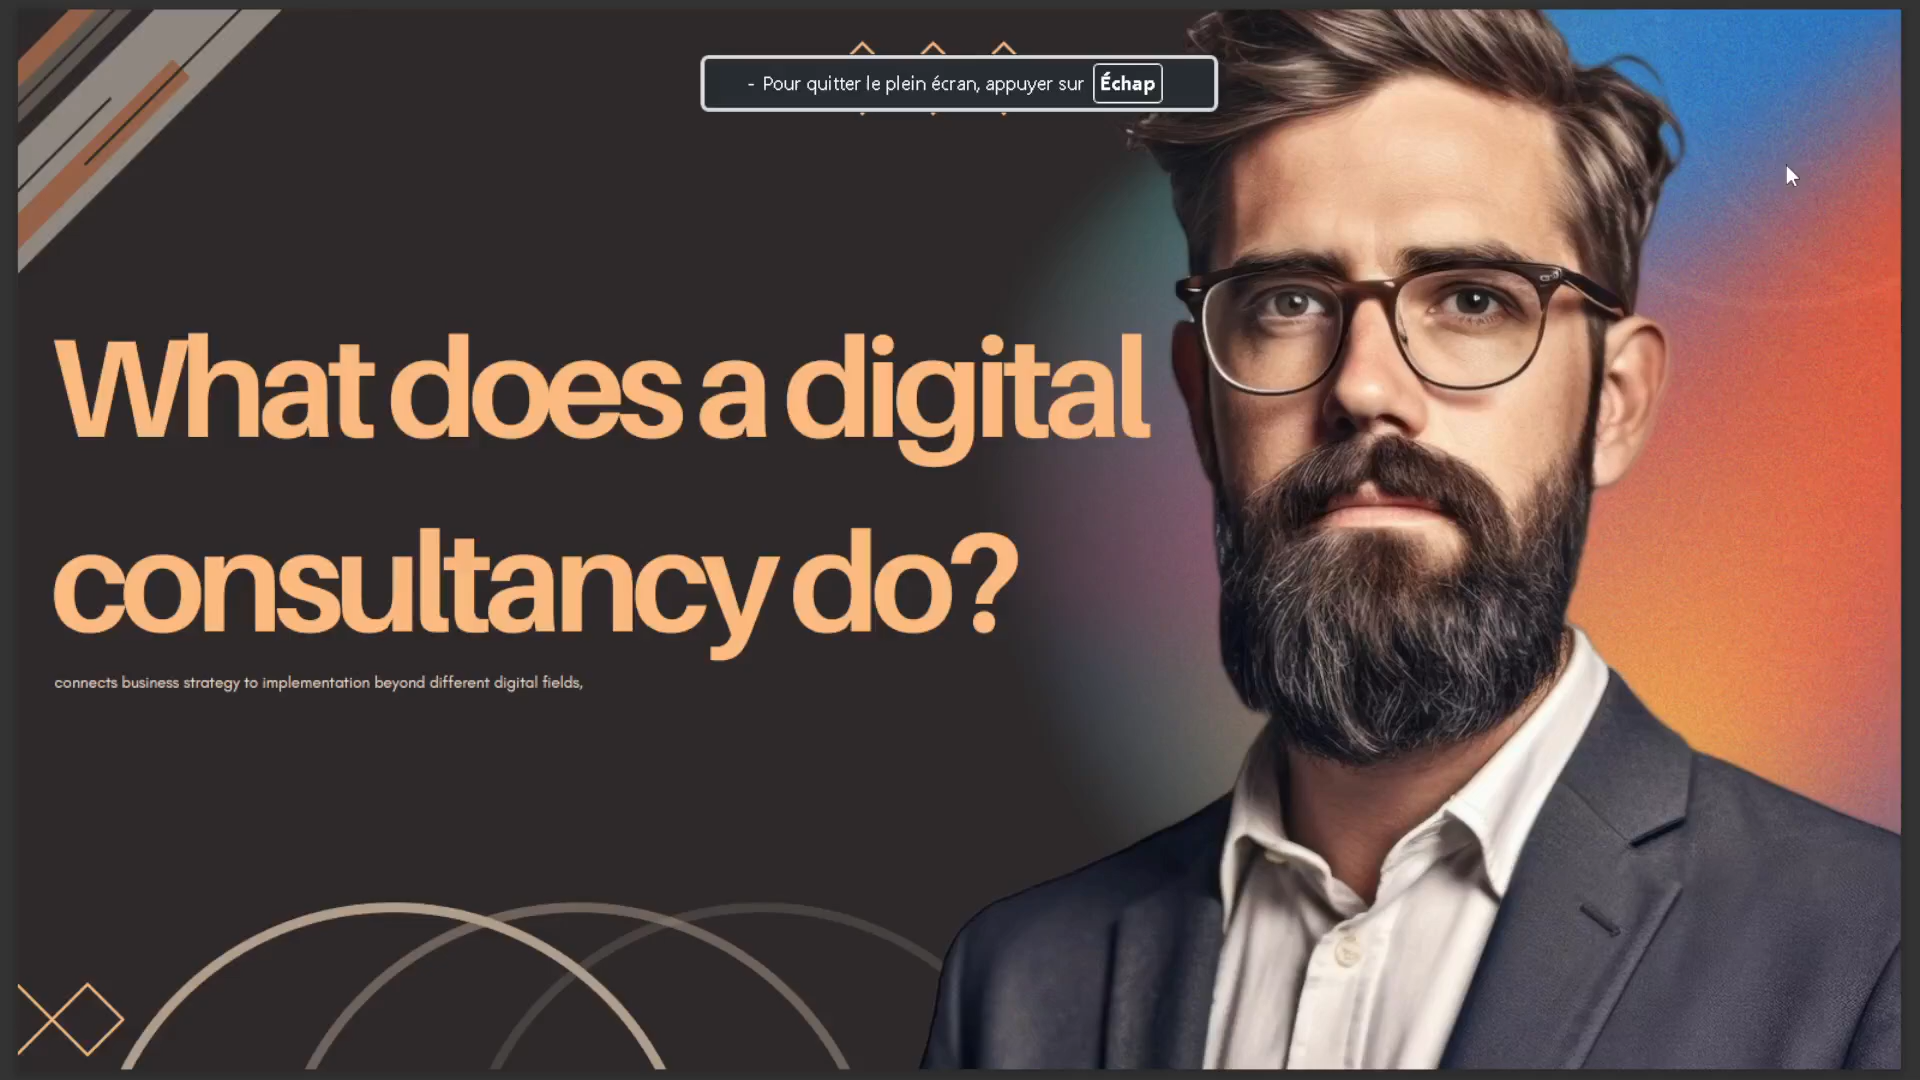 - Pour quitter le plein écran, appuyer sur Échap
What does a digital
consultancy do?
connects business strategy to implementation beyond different digital fields,